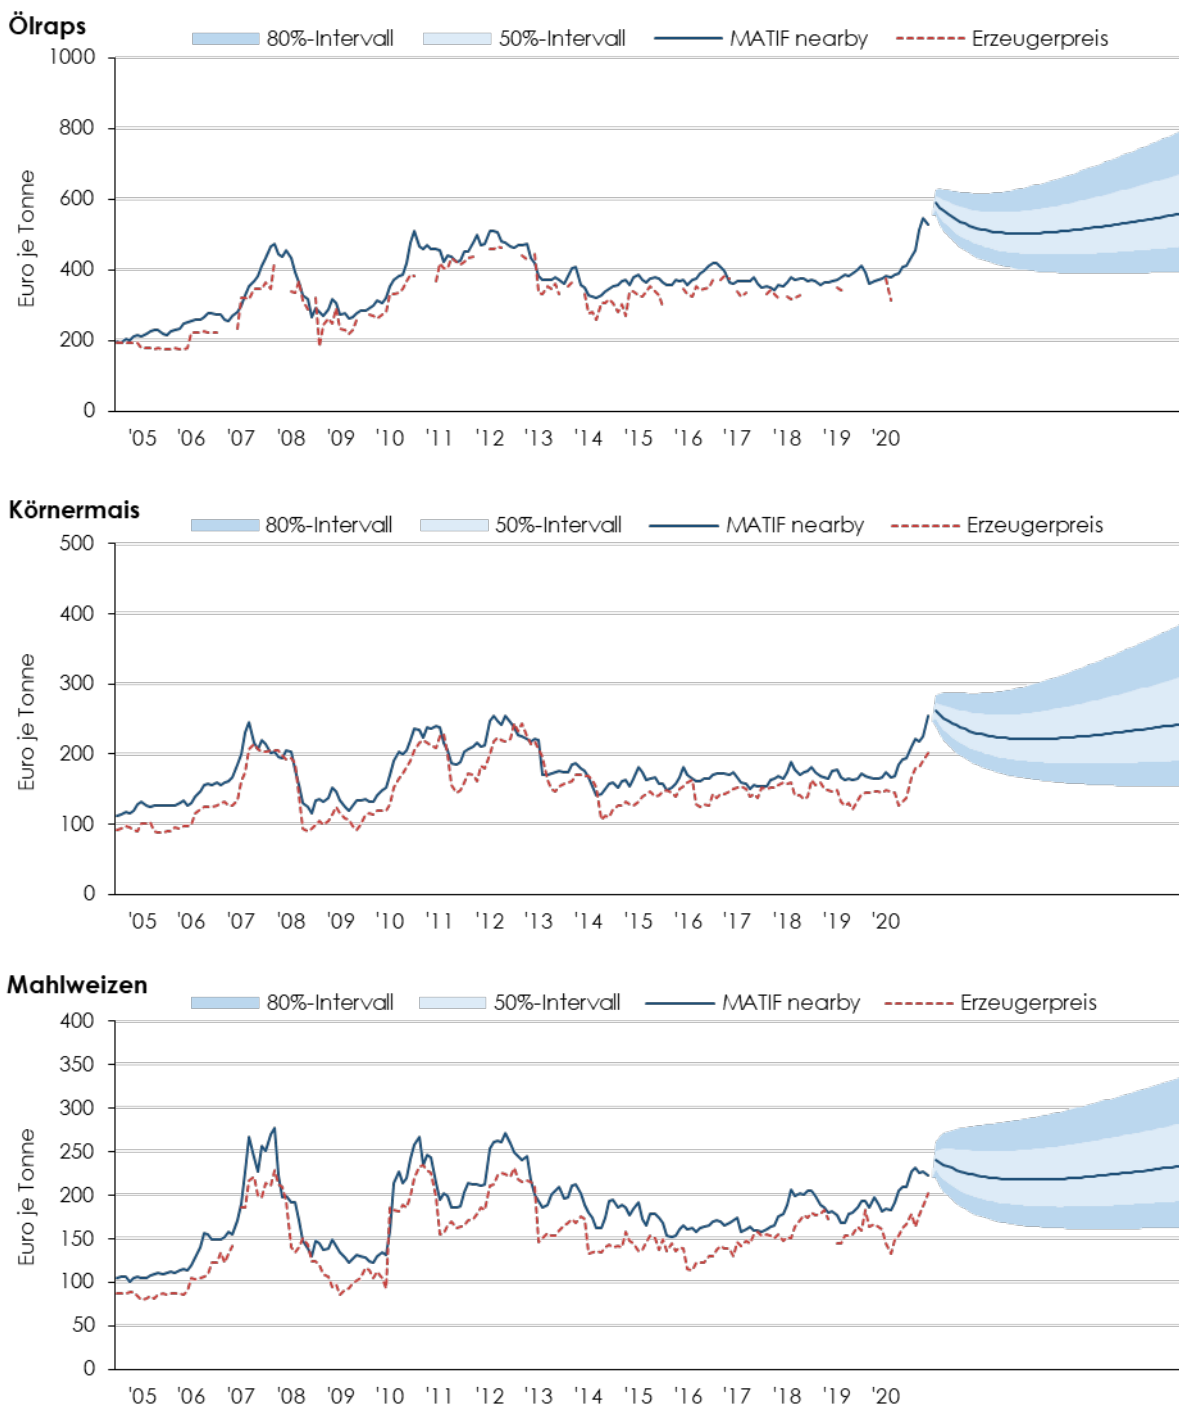 Ölraps
80%-Intervall 50%-Intervall MATIF nearby Erzeugerpreis
1000
800
600
400
200
0
Euro je Tonne
'05 '06 '07 '08 '09 '10 '11 '12 '13 '14 '15 '16 '17 '18 '19 '20
Körnermais
80%-Intervall 50%-Intervall MATIF nearby Erzeugerpreis
500
400
300
200
100
0
Euro je Tonne
'05 '06 '07 '08 '09 '10 '11 '12 '13 '14 '15 '16 '17 '18 '19 '20
Mahlweizen
80%-Intervall 50%-Intervall MATIF nearby Erzeugerpreis
400
350
300
250
200
150
100
50
0
Euro je Tonne
'05 '06 '07 '08 '09 '10 '11 '12 '13 '14 '15 '16 '17 '18 '19 '20